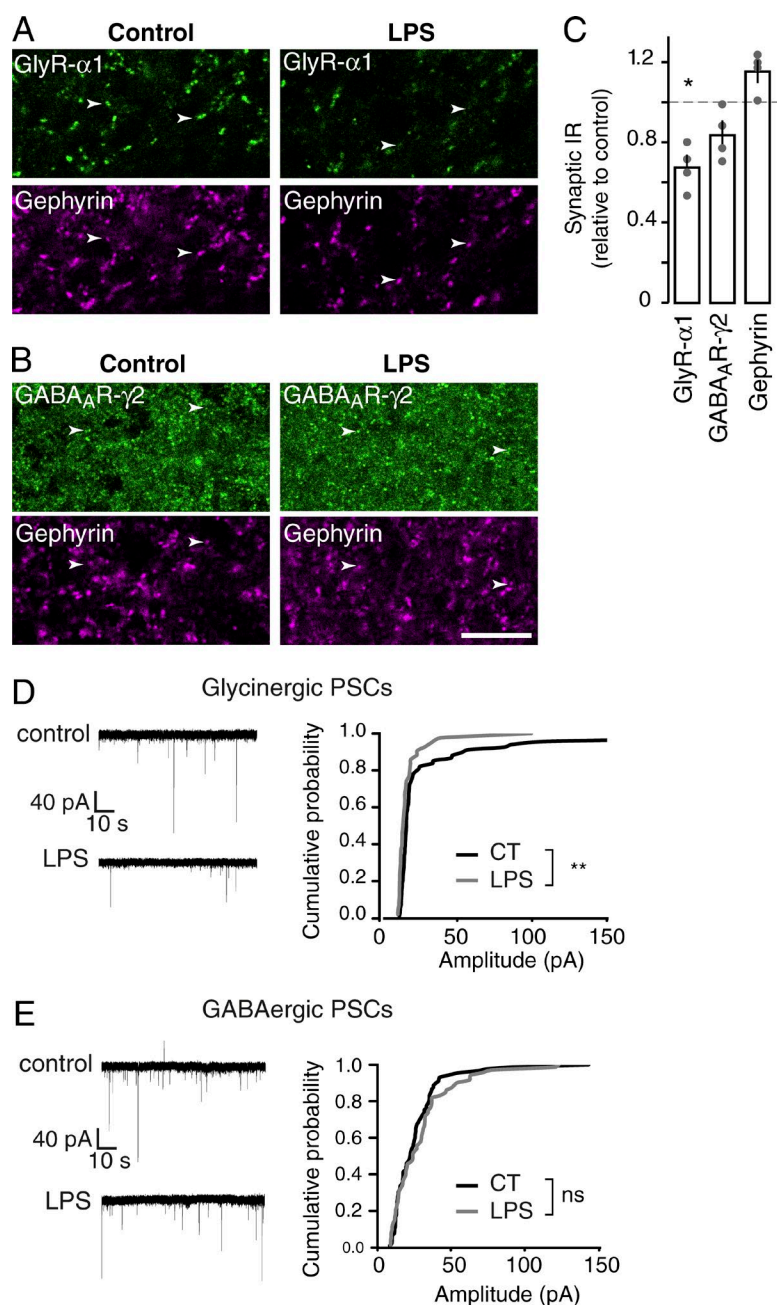 A
Control
LPS
GlyR-α1
GlyR-α1
Gephyrin
Gephyrin
B
Control
LPS
GABAAR-γ2
GABAAR-γ2
Gephyrin
Gephyrin
C
Synaptic IR
(relative to control)
1.2
0.8
0.4
0
*
GlyR-α1
GABAAR-γ2
Gephyrin
D
Glycinergic PSCs
control
40 pA
10 s
LPS
Cumulative probability
1.0
0.8
0.6
0.4
0.2
0.0
CT
LPS
**
0
50
100
150
Amplitude (pA)
E
GABAergic PSCs
control
40 pA
10 s
LPS
Cumulative probability
1.0
0.8
0.6
0.4
0.2
0.0
CT
LPS
ns
0
50
100
150
Amplitude (pA)